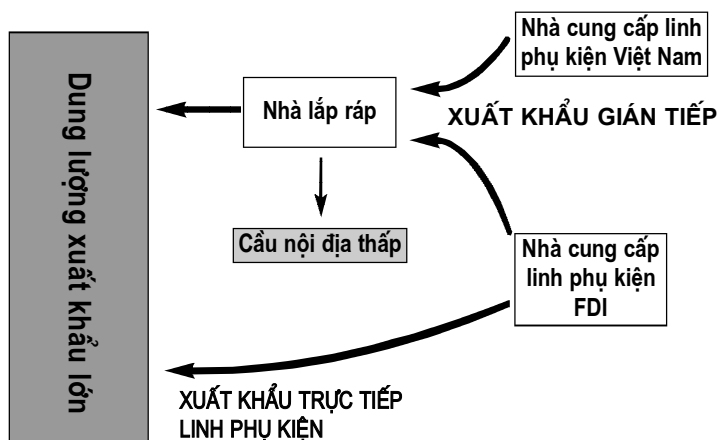 Dung lượng xuất khẩu lớn
Nhà cung cấp linh
phụ kiện Việt Nam
Nhà lắp ráp
XUẤT KHẨU GIÁN TIẾP
Cầu nội địa thấp
Nhà cung cấp
linh phụ kiện
FDI
XUẤT KHẨU TRỰC TIẾP
LINH PHỤ KIỆN